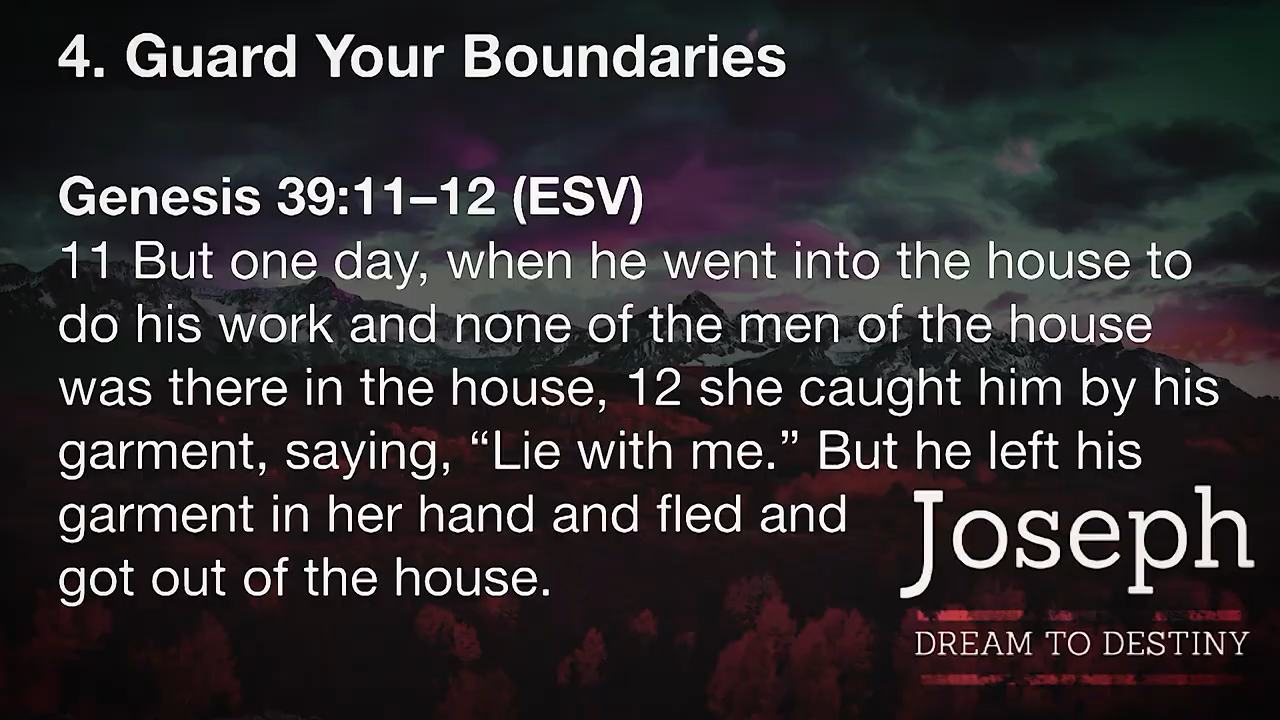 4. Guard Your Boundaries
Genesis 39:11–12 (ESV)
11 But one day, when he went into the house to
do his work and none of the men of the house
was there in the house, 12 she caught him by his
garment, saying, “Lie with me.” But he left his
garment in her hand and fled and
got out of the house.
Joseph
DREAM TO DESTINY